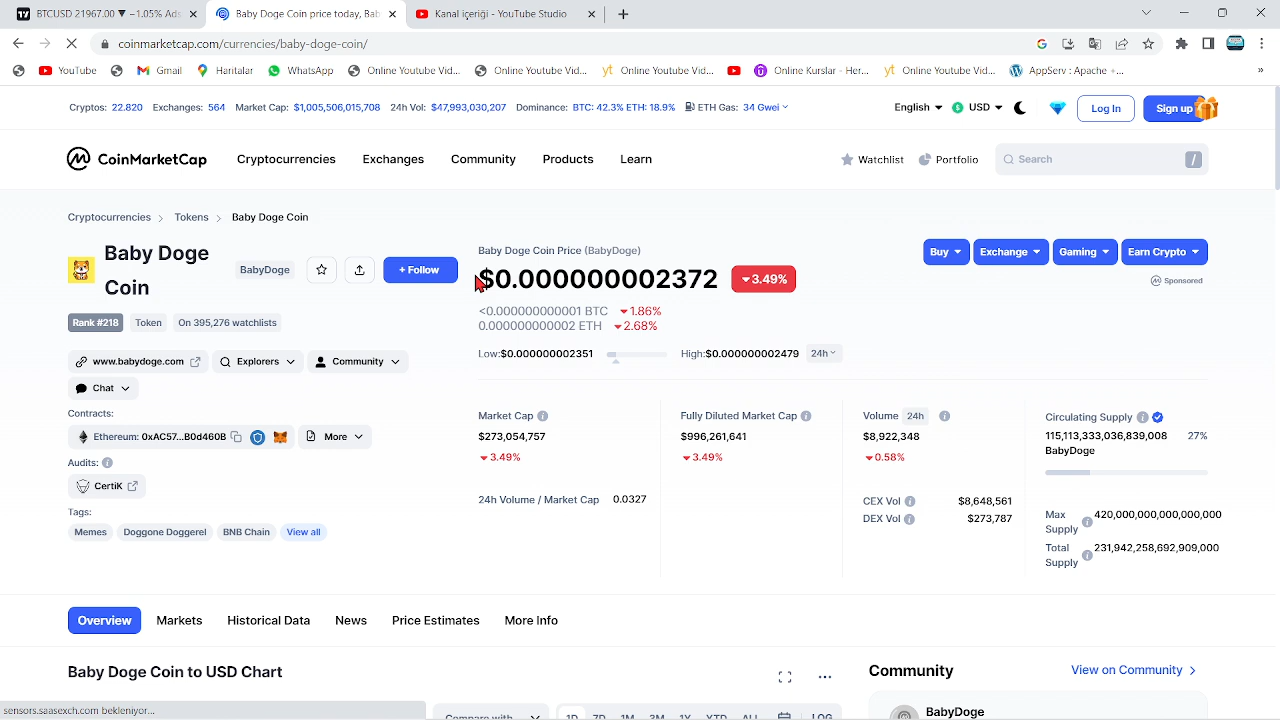 BTCUSD 21967.00 ▼ −1.05% Ads
Baby Doge Coin price today, Bab
Kanal içeriği - YouTube Studio
coinmarketcap.com/currencies/baby-doge-coin/
YouTube
Gmail
Haritalar
WhatsApp
Online Youtube Vid...
Online Youtube Vid...
Online Youtube Vid...
Online Kurslar - Her...
Online Youtube Vid...
AppServ : Apache +...
»
Cryptos: 22.820 Exchanges: 564 Market Cap: $1,005,506,015,708 24h Vol: $47,993,030,207 Dominance: BTC: 42.3% ETH: 18.9% ETH Gas: 34 Gwei
English USD Log In Sign up
CoinMarketCap Cryptocurrencies Exchanges Community Products Learn Watchlist Portfolio Search /
Cryptocurrencies > Tokens > Baby Doge Coin
Baby Doge
Coin
BabyDoge
+ Follow
Rank #218 Token On 395,276 watchlists
www.babydoge.com Explorers Community
Chat
Contracts:
Ethereum: 0xAC57...B0d460B More
Audits:
CertiK
Tags:
Memes Doggone Doggerel BNB Chain View all
Baby Doge Coin Price (BabyDoge)
$0.000000002372 3.49%
<0.000000000001 BTC 1.86%
0.000000000002 ETH 2.68%
Low:$0.000000002351 High:$0.000000002479 24h
Buy Exchange Gaming Earn Crypto
Sponsored
Market Cap
$273,054,757
3.49%
24h Volume / Market Cap 0.0327
Fully Diluted Market Cap
$996,261,641
3.49%
Volume 24h
$8,922,348
0.58%
CEX Vol $8,648,561
DEX Vol $273,787
Circulating Supply
115,113,333,036,839,008 27%
BabyDoge
Max 420,000,000,000,000,000
Supply
Total 231,942,258,692,909,000
Supply
Overview Markets Historical Data News Price Estimates More Info
Baby Doge Coin to USD Chart
Community View on Community >
BabyDoge
Compare with 1D 7D 1M 3M 1Y YTD ALL LOG
sensors.saasexch.com bekleniyor...